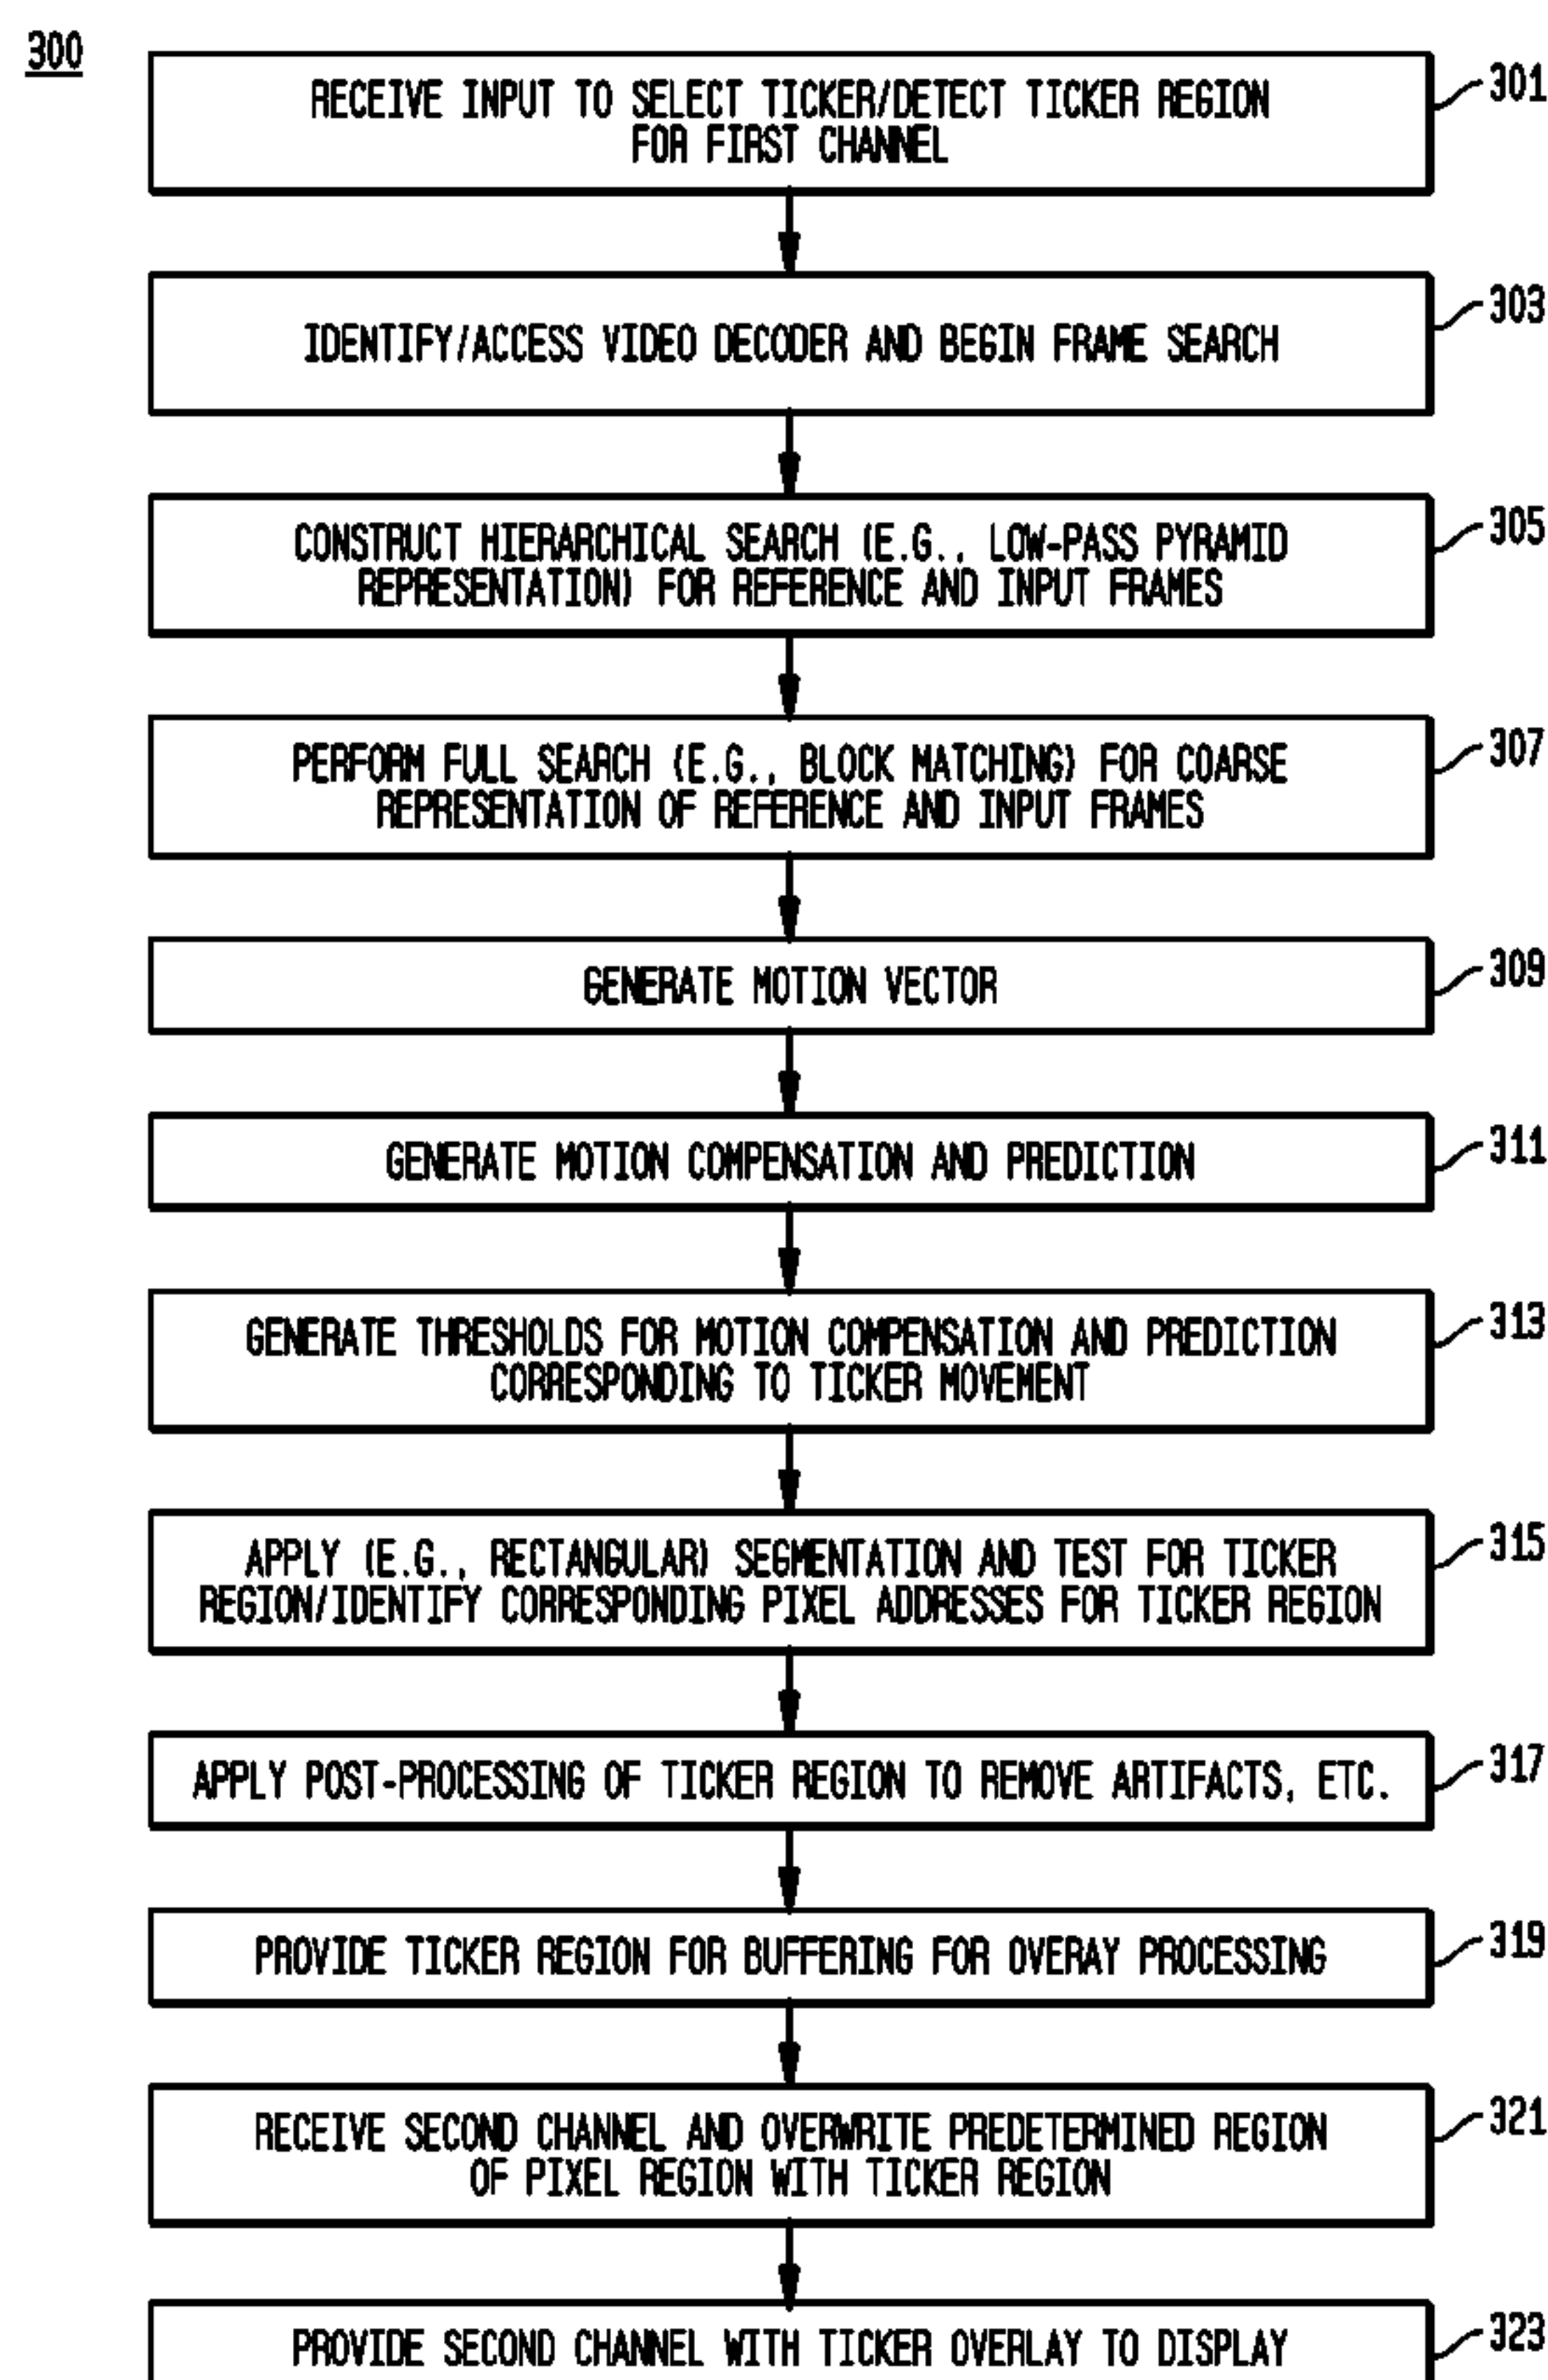 300
RECEIVE INPUT TO SELECT TICKER/DETECT TICKER REGION
FOR FIRST CHANNEL
301
IDENTIFY/ACCESS VIDEO DECODER AND BEGIN FRAME SEARCH
303
CONSTRUCT HIERARCHICAL SEARCH (E.G., LOW-PASS PYRAMID
REPRESENTATION) FOR REFERENCE AND INPUT FRAMES
305
PERFORM FULL SEARCH (E.G., BLOCK MATCHING) FOR COARSE
REPRESENTATION OF REFERENCE AND INPUT FRAMES
307
GENERATE MOTION VECTOR
309
GENERATE MOTION COMPENSATION AND PREDICTION
311
GENERATE THRESHOLDS FOR MOTION COMPENSATION AND PREDICTION
CORRESPONDING TO TICKER MOVEMENT
313
APPLY (E.G., RECTANGULAR) SEGMENTATION AND TEST FOR TICKER
REGION/IDENTIFY CORRESPONDING PIXEL ADDRESSES FOR TICKER REGION
315
APPLY POST-PROCESSING OF TICKER REGION TO REMOVE ARTIFACTS, ETC.
317
PROVIDE TICKER REGION FOR BUFFERING FOR OVERAY PROCESSING
319
RECEIVE SECOND CHANNEL AND OVERWRITE PREDETERMINED REGION
OF PIXEL REGION WITH TICKER REGION
321
PROVIDE SECOND CHANNEL WITH TICKER OVERLAY TO DISPLAY
323